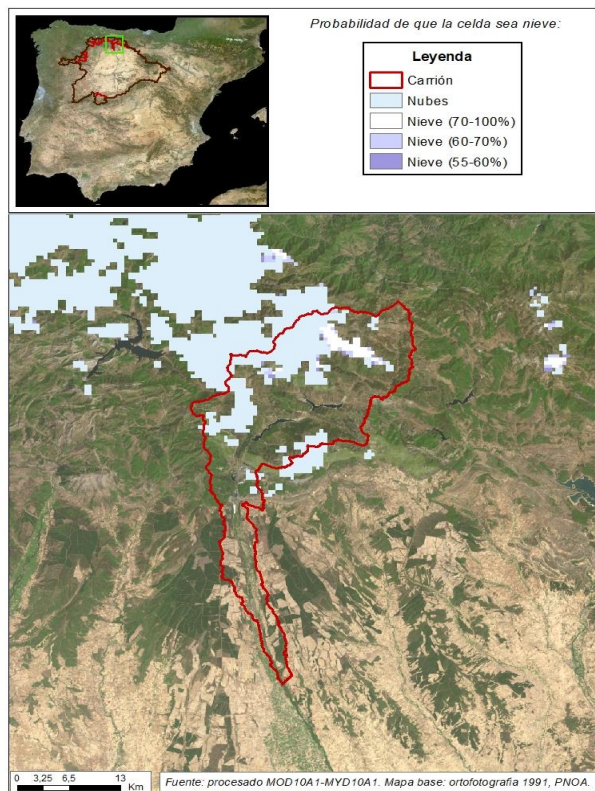 Probabilidad de que la celda sea nieve:
Leyenda
Carrión
Nubes
Nieve (70-100%)
Nieve (60-70%)
Nieve (55-60%)
0 3,25 6,5 13
Km
Fuente: procesado MOD10A1-MYD10A1. Mapa base: ortofotografia 1991, PNOA.